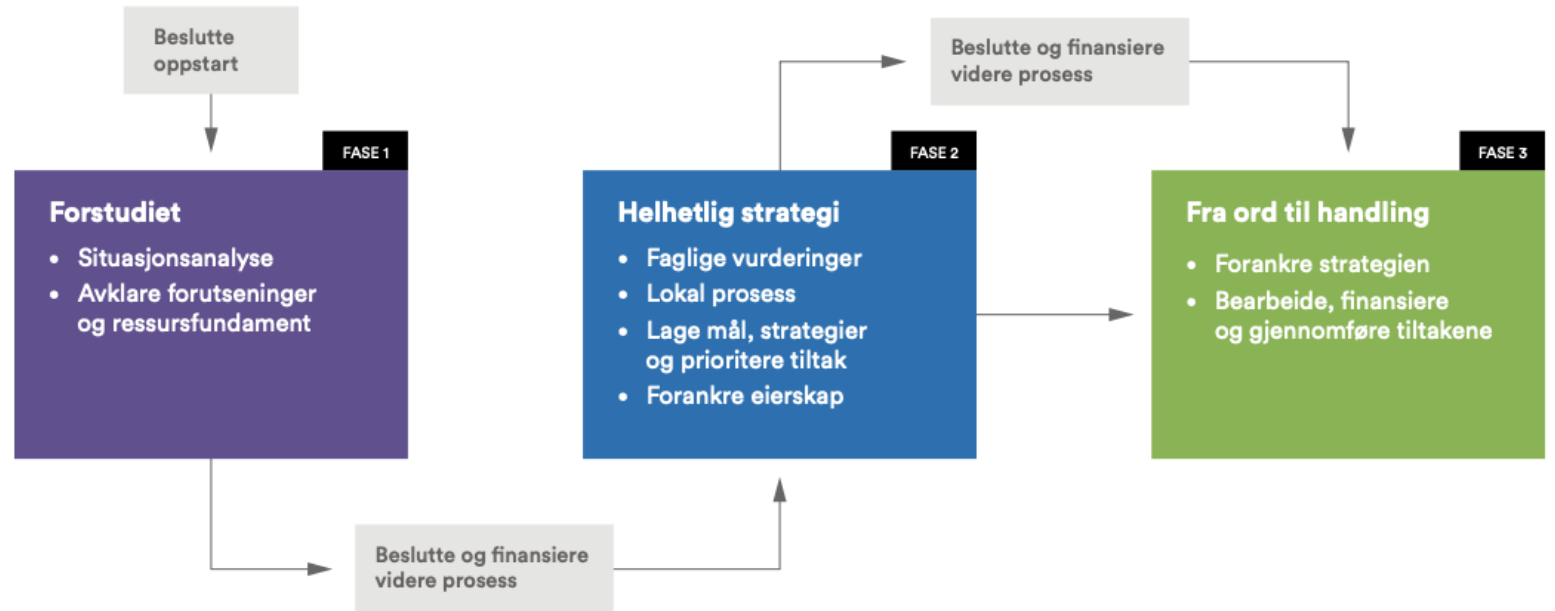 Beslutte
oppstart
FASE 1
Forstudiet
• Situasjonsanalyse
• Avklare forutseninger
og ressursfundament
Beslutte og finansiere
videre prosess
FASE 2
Helhetlig strategi
• Faglige vurderinger
• Lokal prosess
• Lage mål, strategier
og prioritere tiltak
• Forankre eierskap
Beslutte og finansiere
videre prosess
FASE 3
Fra ord til handling
• Forankre strategien
• Bearbeide, finansiere
og gjennomføre tiltakene